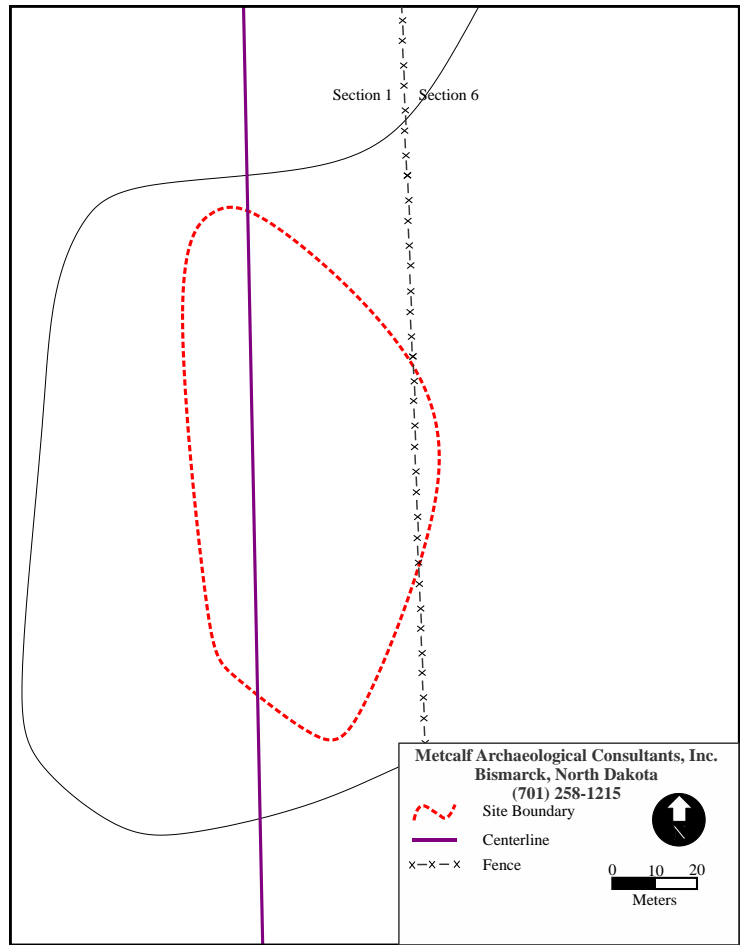 Section 1 Section 6
Metcalf Archaeological Consultants, Inc.
Bismarck, North Dakota
(701) 258-1215
Site Boundary
Centerline
Fence
0 10 20
Meters